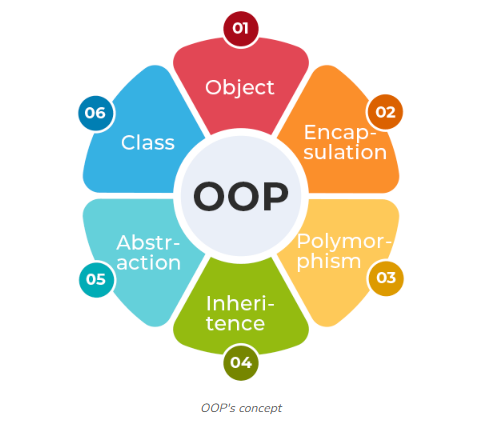 01
Object
02
Encap-
sulation
03
Polymor-
phism
04
Inheri-
tence
05
Abstr-
action
06
Class
OOP
OOP's concept